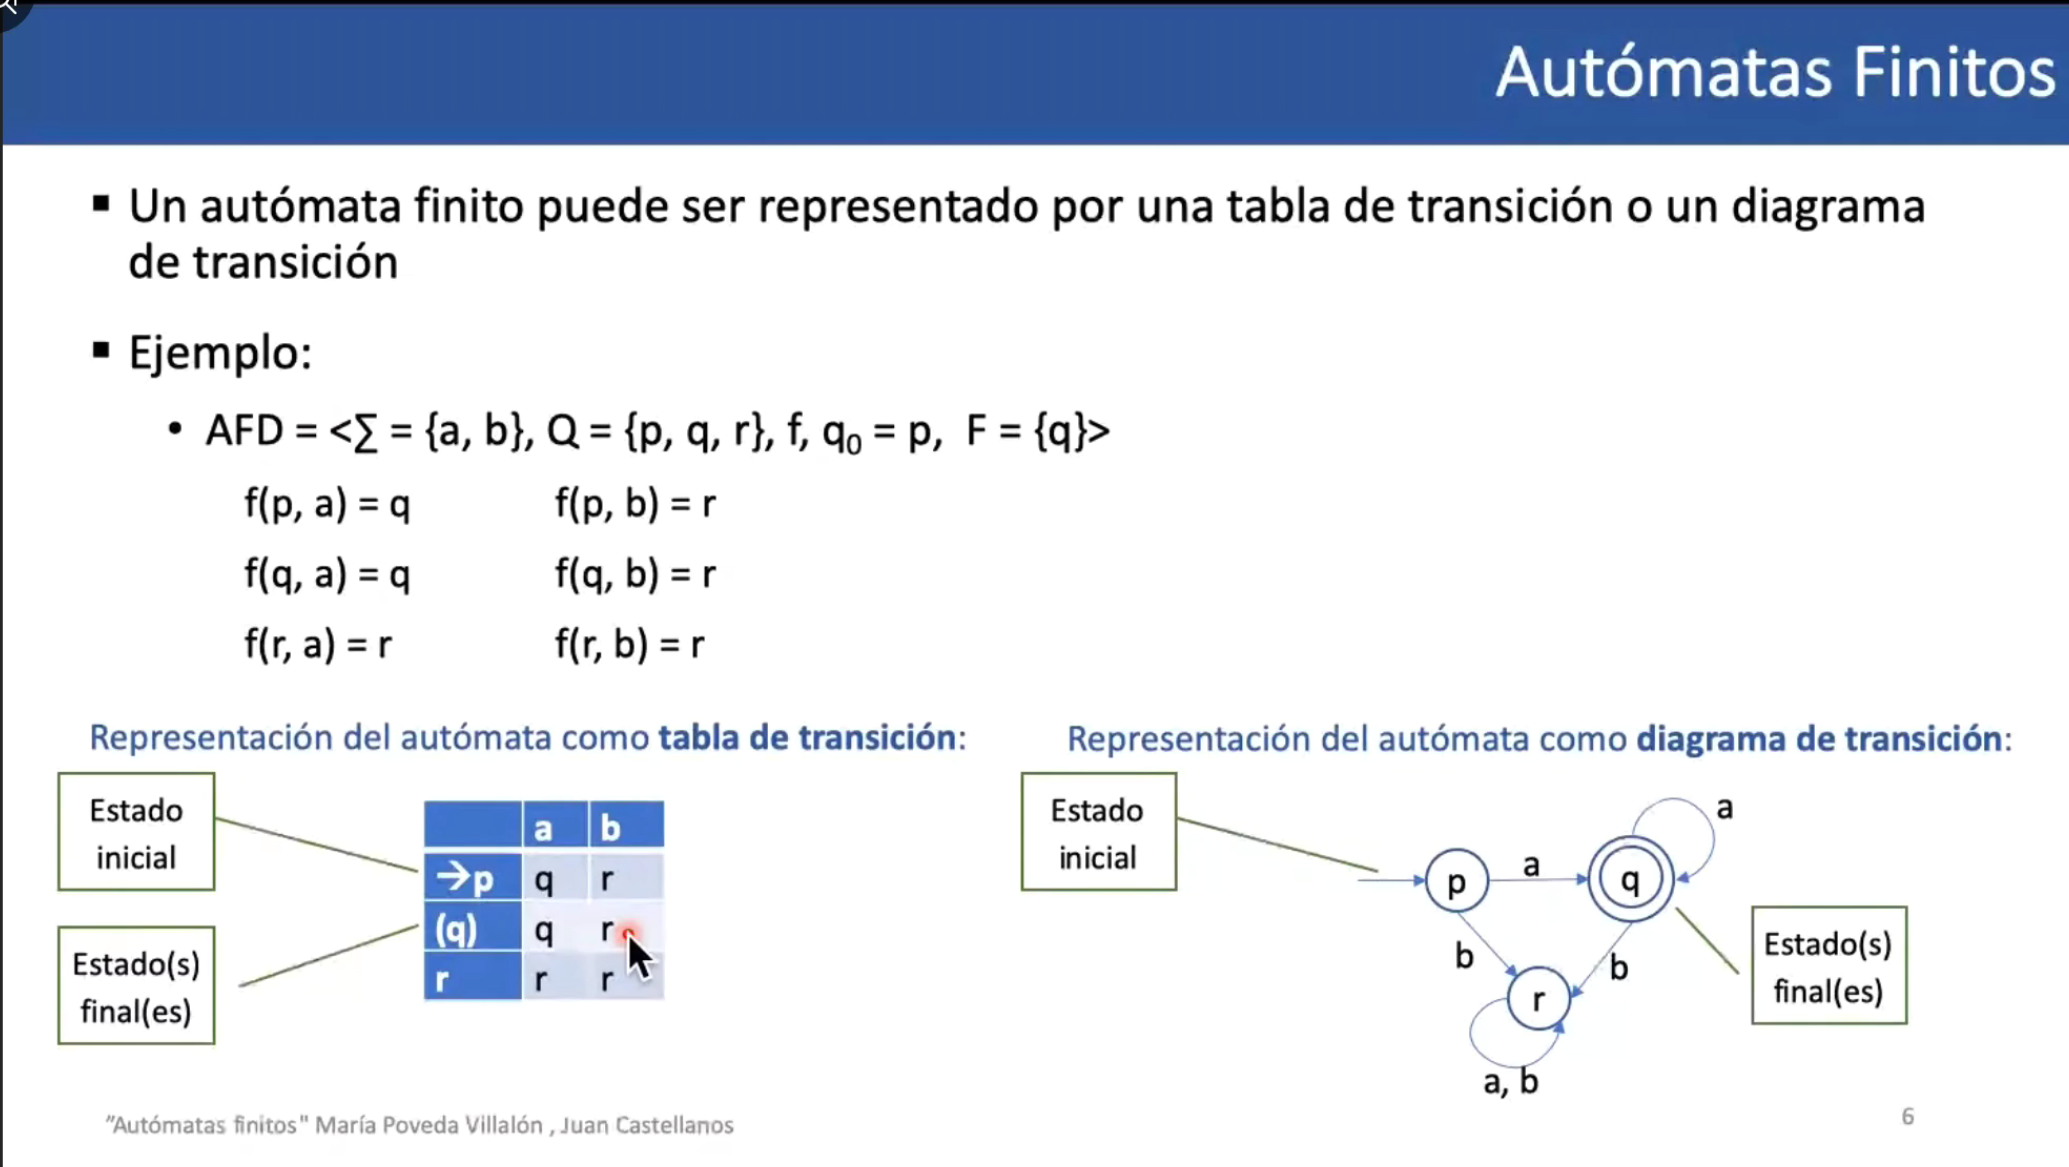 Autómatas Finitos
▪ Un autómata finito puede ser representado por una tabla de transición o un diagrama
de transición
▪ Ejemplo:
• AFD = <∑ = {a, b}, Q = {p, q, r}, f, q₀ = p, F = {q}>
f(p, a) = q f(p, b) = r
f(q, a) = q f(q, b) = r
f(r, a) = r f(r, b) = r
Representación del autómata como tabla de transición:
Estado
inicial
Estado(s)
final(es)
a b
→p q r
(q) q r
r r r
Representación del autómata como diagrama de transición:
Estado
inicial
a
p a q
b b
r
a, b
Estado(s)
final(es)
"Autómatas finitos" María Poveda Villalón , Juan Castellanos
6